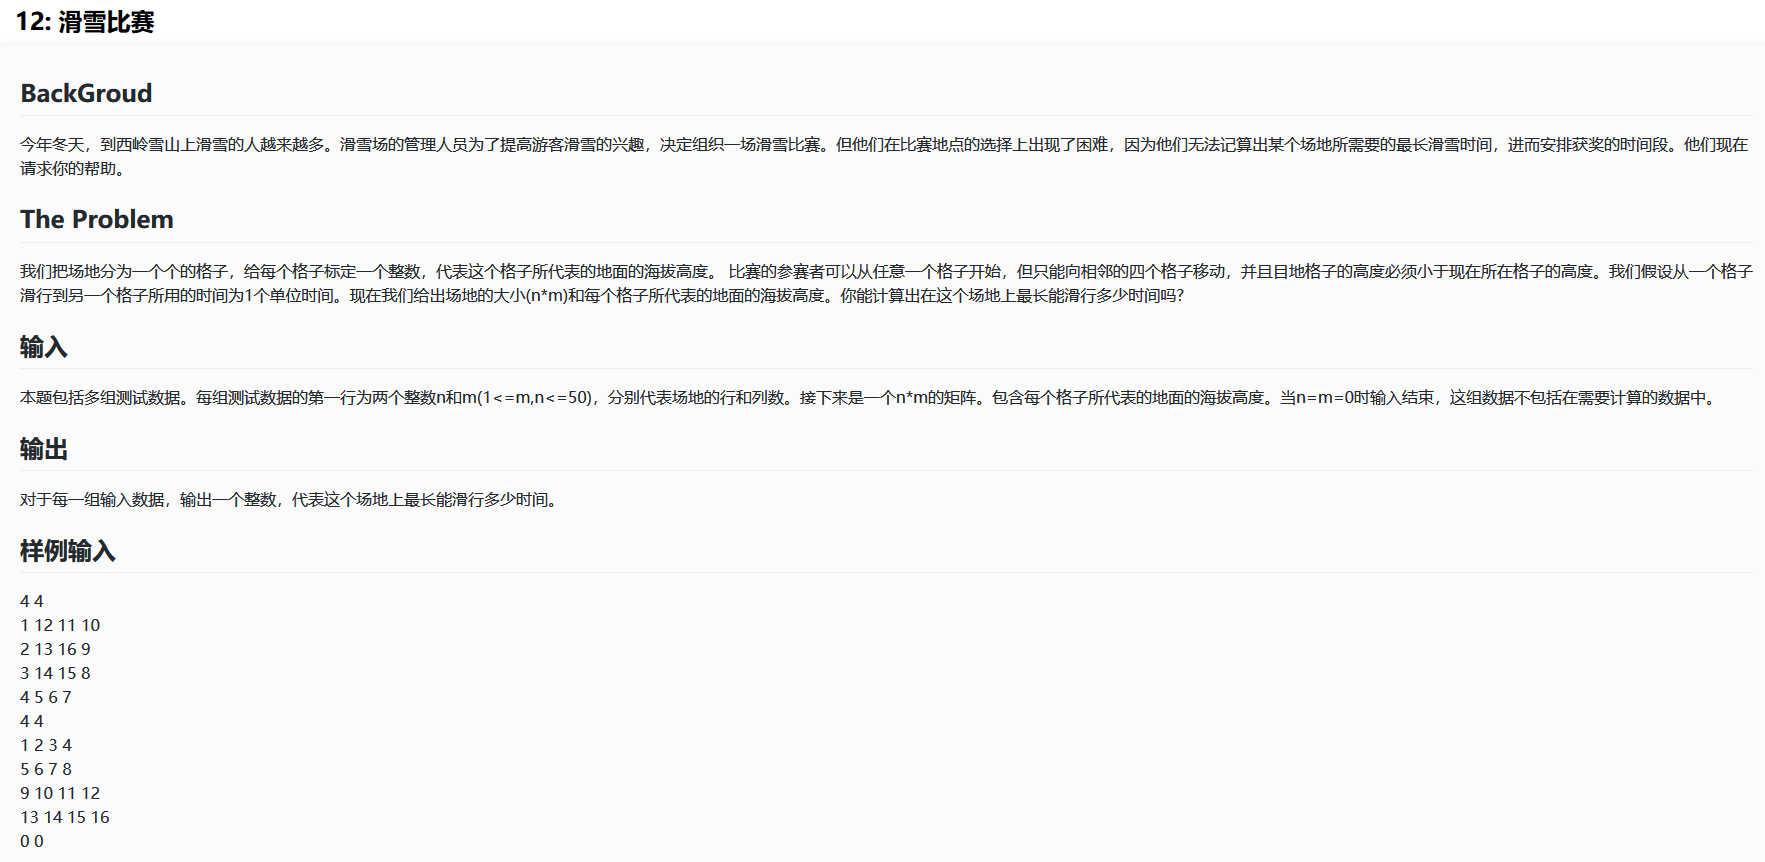 12: 滑雪比赛
BackGroud
今年冬天，到西岭雪山上滑雪的人越来越多。滑雪场的管理人员为了提高游客滑雪的兴趣，决定组织一场滑雪比赛。但他们在比赛地点的选择上出现了困难，因为他们无法记算出某个场地所需要的最长滑雪时间，进而安排获奖的时间段。他们现在
请求你的帮助。
The Problem
我们把场地分为一个个的格子，给每个格子标定一个整数，代表这个格子所代表的地面的海拔高度。 比赛的参赛者可以从任意一个格子开始，但只能向相邻的四个格子移动，并且目地格子的高度必须小于现在所在格子的高度。我们假设从一个格子
滑行到另一个格子所用的时间为1个单位时间。现在我们给出场地的大小(n*m)和每个格子所代表的地面的海拔高度。你能计算出在这个场地上最长能滑行多少时间吗?
输入
本题包括多组测试数据。每组测试数据的第一行为两个整数n和m(1<=m,n<=50)，分别代表场地的行和列数。接下来是一个n*m的矩阵。包含每个格子所代表的地面的海拔高度。当n=m=0时输入结束，这组数据不包括在需要计算的数据中。
输出
对于每一组输入数据，输出一个整数，代表这个场地上最长能滑行多少时间。
样例输入
4 4
1 12 11 10
2 13 16 9
3 14 15 8
4 5 6 7
4 4
1 2 3 4
5 6 7 8
9 10 11 12
13 14 15 16
0 0